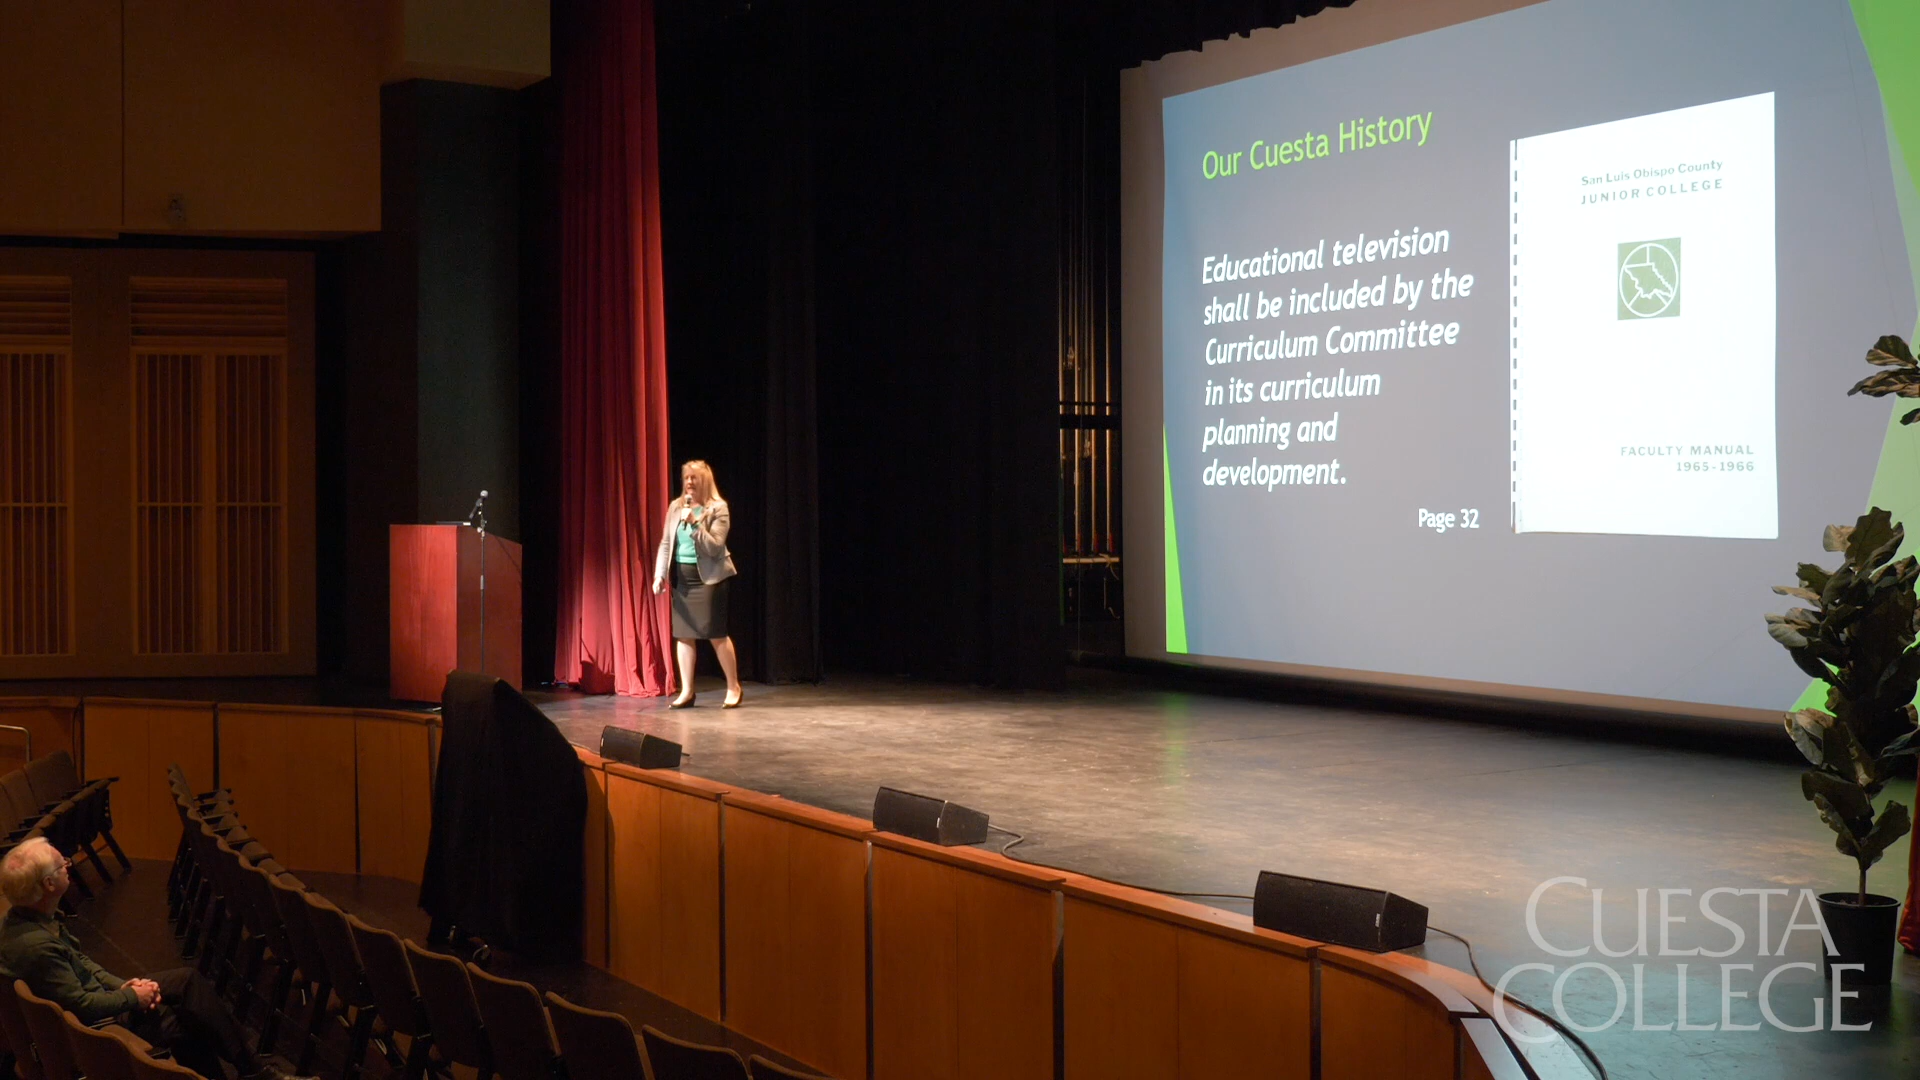 Our Cuesta History
Educational television
shall be included by the
Curriculum Committee
in its curriculum
planning and
development.
Page 32
San Luis Obispo County
JUNIOR COLLEGE
FACULTY MANUAL
1965-1966
CUESTA
COLLEGE